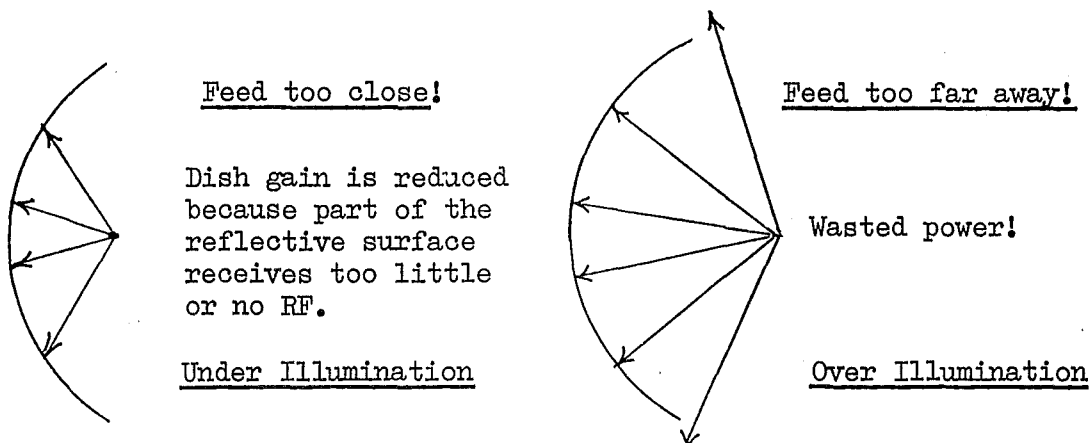 Feed too close!
Dish gain is reduced
because part of the
reflective surface
receives too little
or no RF.
Under Illumination
Feed too far away!
Wasted power!
Over Illumination